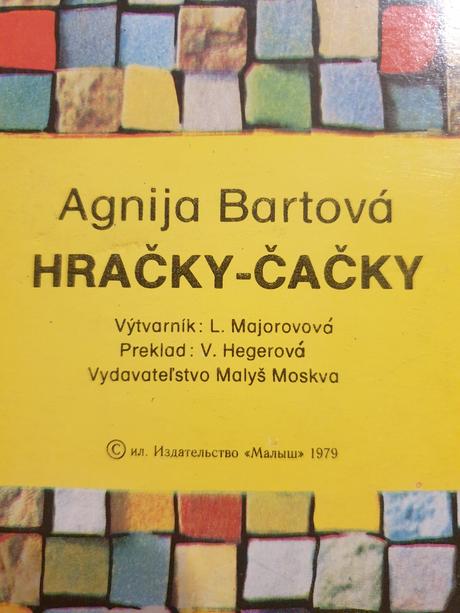 Agnija Bartová
HRAČKY-ČAČKY
Výtvarník: L. Majorovová
Preklad: V. Hegerová
Vydavateľstvo Malyš Moskva
© ил. Издательство «Малыш» 1979